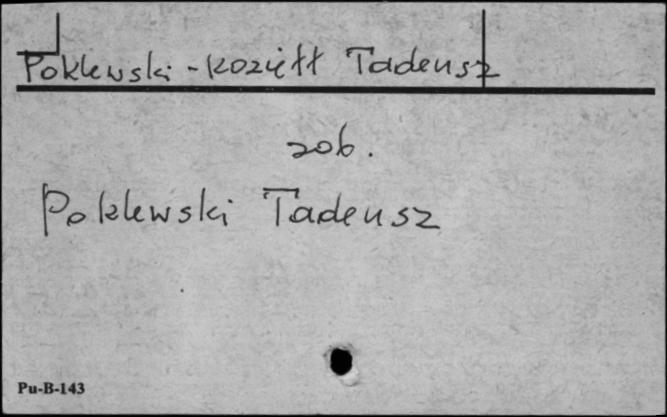 Poklewski-Koziełł Tadeusz
zob.
Poklewski Tadeusz
Pu-B-143